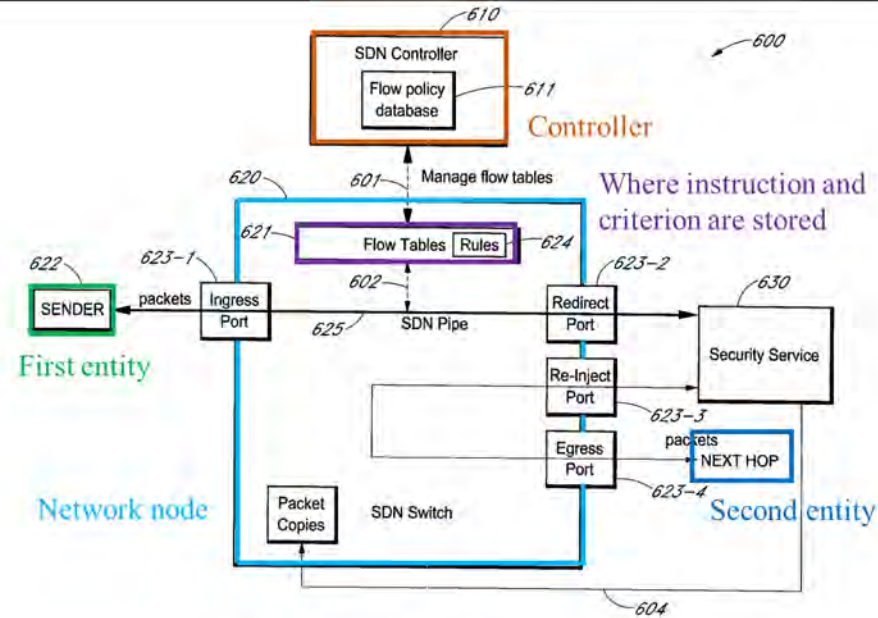 610
600
SDN Controller
611
Flow policy
database
Controller
620
601
Manage flow tables
Where instruction and
criterion are stored
621
Flow Tables
Rules
624
622
623-1
602
623-2
630
SENDER
packets
Ingress
Port
625
SDN Pipe
Redirect
Port
Security Service
First entity
Re-Inject
Port
623-3
packets
Egress
Port
NEXT HOP
623-4
Network node
Packet
Copies
SDN Switch
Second entity
604